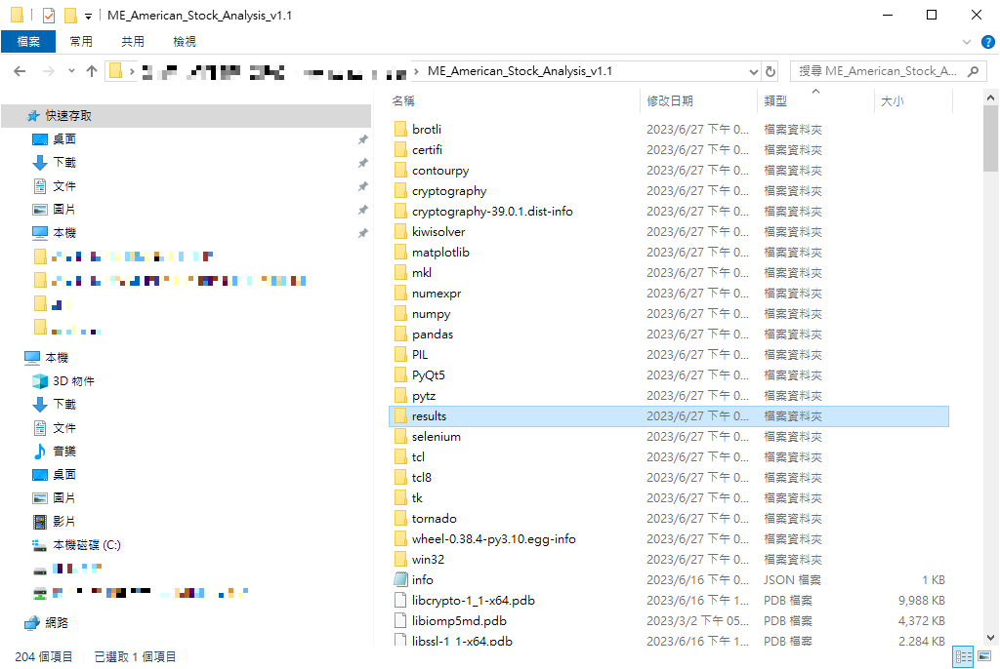 ME_American_Stock_Analysis_v1.1
檔案 常用 共用 檢視
ME_American_Stock_Analysis_v1.1 搜尋 ME_American_Stock_A...
名稱 修改日期 類型 大小
快速存取
桌面
下載
文件
圖片
本機
本機
3D 物件
下載
文件
音樂
桌面
圖片
影片
本機磁碟 (C:)
網路
brotli 2023/6/27 下午 0... 檔案資料夾
certifi 2023/6/27 下午 0... 檔案資料夾
contourpy 2023/6/27 下午 0... 檔案資料夾
cryptography 2023/6/27 下午 0... 檔案資料夾
cryptography-39.0.1.dist-info 2023/6/27 下午 0... 檔案資料夾
kiwisolver 2023/6/27 下午 0... 檔案資料夾
matplotlib 2023/6/27 下午 0... 檔案資料夾
mkl 2023/6/27 下午 0... 檔案資料夾
numexpr 2023/6/27 下午 0... 檔案資料夾
numpy 2023/6/27 下午 0... 檔案資料夾
pandas 2023/6/27 下午 0... 檔案資料夾
PIL 2023/6/27 下午 0... 檔案資料夾
PyQt5 2023/6/27 下午 0... 檔案資料夾
pytz 2023/6/27 下午 0... 檔案資料夾
results 2023/6/27 下午 0... 檔案資料夾
selenium 2023/6/27 下午 0... 檔案資料夾
tcl 2023/6/27 下午 0... 檔案資料夾
tcl8 2023/6/27 下午 0... 檔案資料夾
tk 2023/6/27 下午 0... 檔案資料夾
tornado 2023/6/27 下午 0... 檔案資料夾
wheel-0.38.4-py3.10.egg-info 2023/6/27 下午 0... 檔案資料夾
win32 2023/6/27 下午 0... 檔案資料夾
info 2023/6/16 下午 0... JSON 檔案 1 KB
libcrypto-1_1-x64.pdb 2023/6/16 下午 1... PDB 檔案 9,988 KB
libiomp5md.pdb 2023/3/2 下午 05... PDB 檔案 4,372 KB
libssl-1_1-x64.pdb 2023/6/16 下午 1... PDB 檔案 2,284 KB
204 個項目 已選取 1 個項目